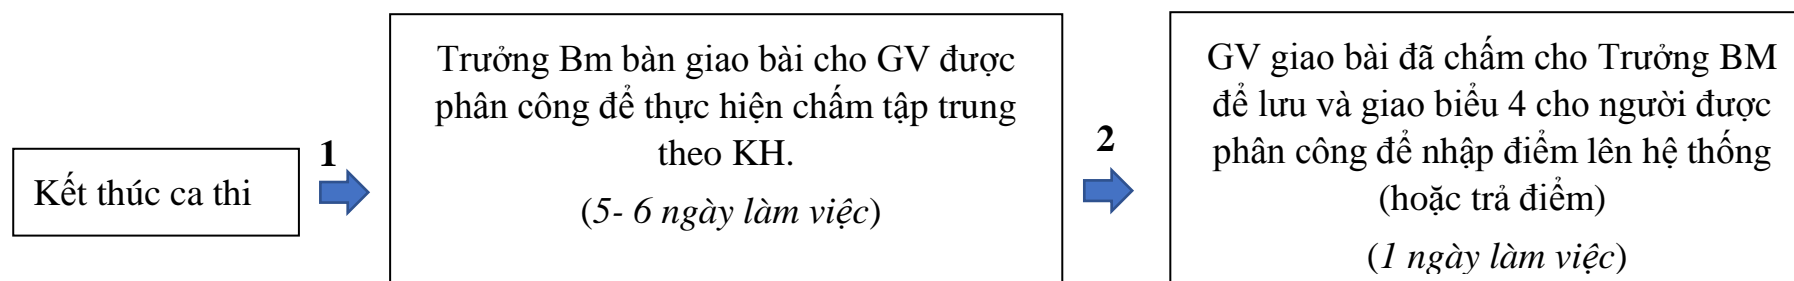 Kết thúc ca thi
1
Trưởng Bm bàn giao bài cho GV được
phân công để thực hiện chấm tập trung
theo KH.
(5- 6 ngày làm việc)
2
GV giao bài đã chấm cho Trưởng BM
để lưu và giao biểu 4 cho người được
phân công để nhập điểm lên hệ thống
(hoặc trả điểm)
(1 ngày làm việc)